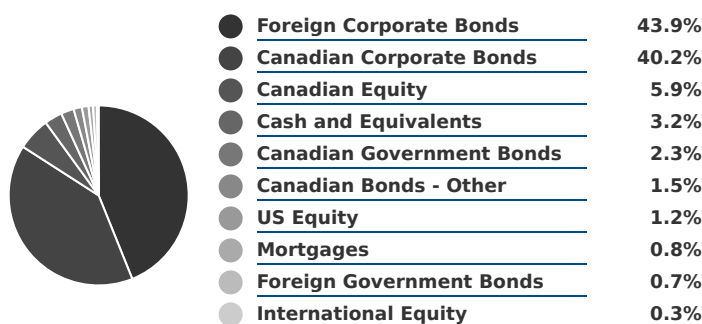 Foreign Corporate Bonds 43.9%
Canadian Corporate Bonds 40.2%
Canadian Equity 5.9%
Cash and Equivalents 3.2%
Canadian Government Bonds 2.3%
Canadian Bonds - Other 1.5%
US Equity 1.2%
Mortgages 0.8%
Foreign Government Bonds 0.7%
International Equity 0.3%